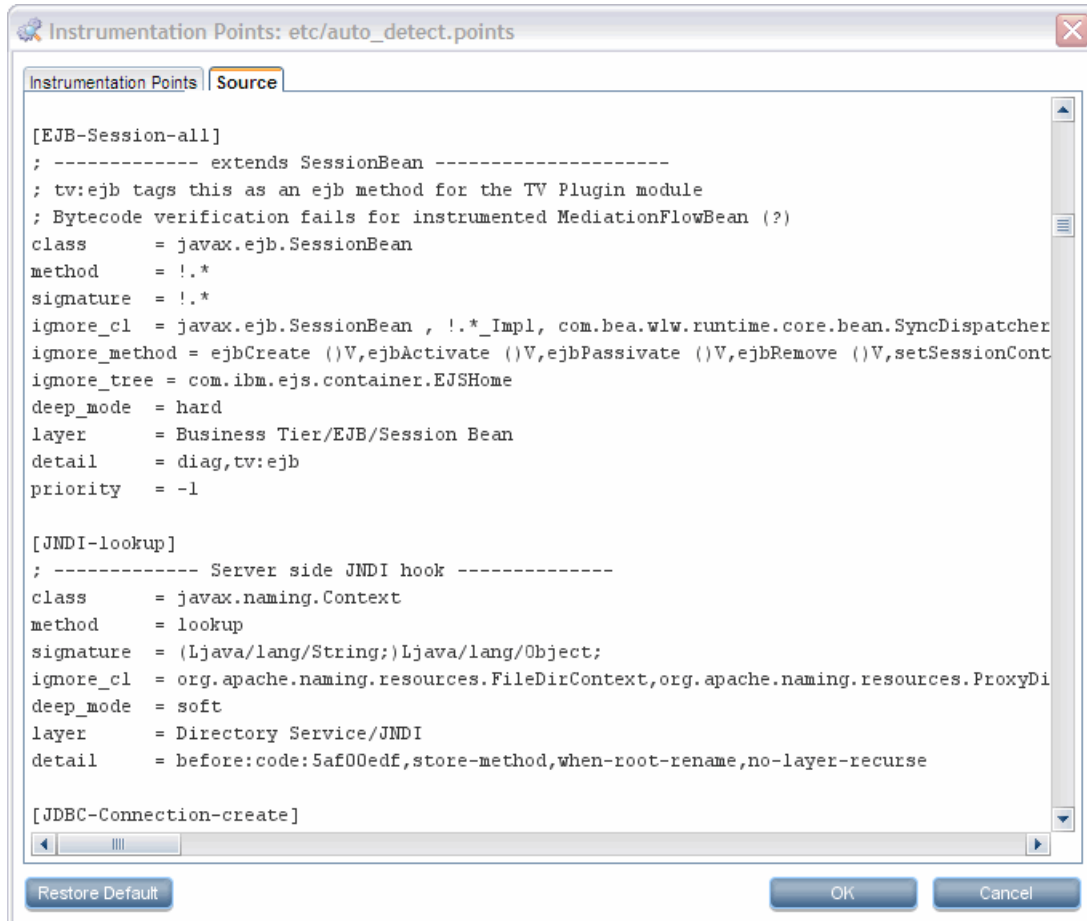 Instrumentation Points: etc/auto_detect.points
Instrumentation Points Source
[EJB-Session-all]
; ------------- extends SessionBean ---------------------
; tv:ejb tags this as an ejb method for the TV Plugin module
; Bytecode verification fails for instrumented MediationFlowBean (?)
class = javax.ejb.SessionBean
method = !.*
signature = !.*
ignore_cl = javax.ejb.SessionBean , !.*_Impl, com.bea.wlw.runtime.core.bean.SyncDispatcher
ignore_method = ejbCreate ()V,ejbActivate ()V,ejbPassivate ()V,ejbRemove ()V,setSessionCont
ignore_tree = com.ibm.ejs.container.EJSHome
deep_mode = hard
layer = Business Tier/EJB/Session Bean
detail = diag,tv:ejb
priority = -1
[JNDI-lookup]
; ------------- Server side JNDI hook --------------
class = javax.naming.Context
method = lookup
signature = (Ljava/lang/String;)Ljava/lang/Object;
ignore_cl = org.apache.naming.resources.FileDirContext,org.apache.naming.resources.ProxyDi
deep_mode = soft
layer = Directory Service/JNDI
detail = before:code:5af00edf,store-method,when-root-rename,no-layer-recurse
[JDBC-Connection-create]
Restore Default OK Cancel